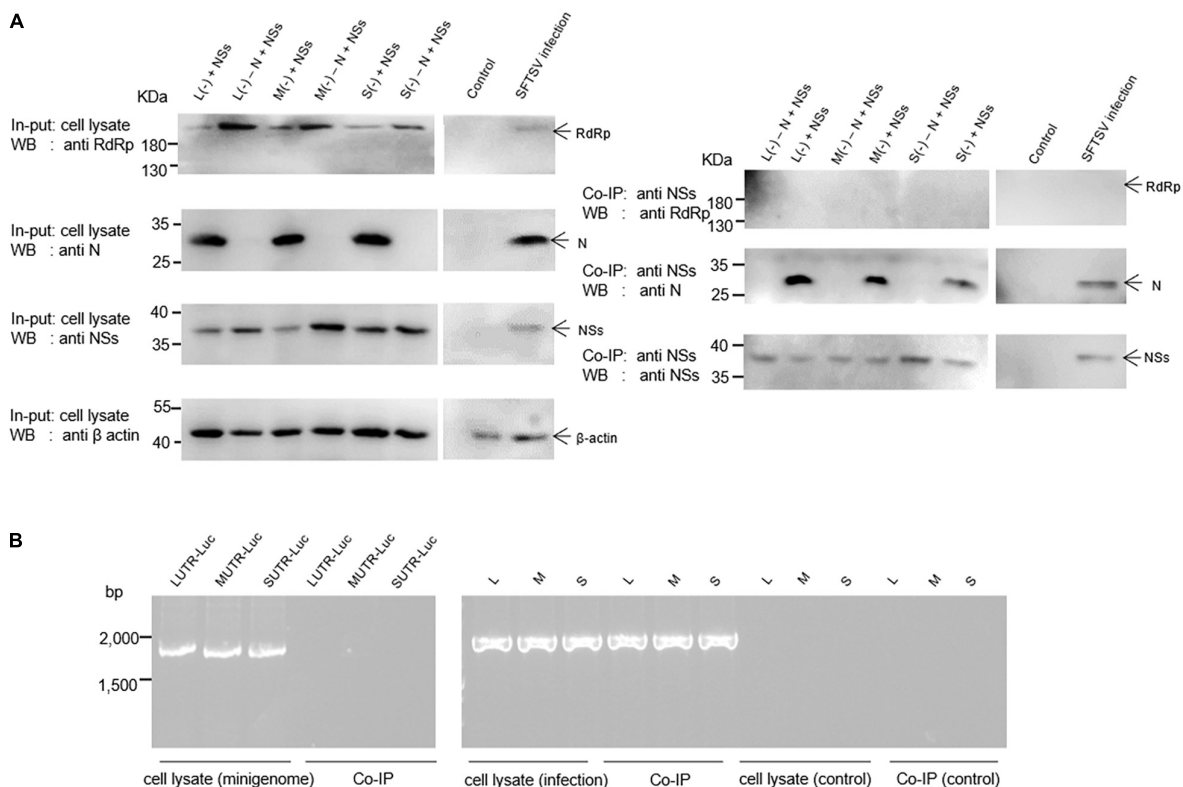 A
L(-) + NSs
L(-) – N + NSs
M(-) + NSs
M(-) – N + NSs
S(-) + NSs
S(-) – N + NSs
Control
SFTSV infection
KDa
In-put: cell lysate
WB : anti RdRp
180
130
RdRp
In-put: cell lysate
WB : anti N
35
25
N
In-put: cell lysate
WB : anti NSs
40
35
NSs
In-put: cell lysate
WB : anti β actin
55
40
β-actin
L(-) – N + NSs
L(-) + NSs
M(-) – N + NSs
M(-) + NSs
S(-) – N + NSs
S(-) + NSs
Control
SFTSV infection
KDa
Co-IP: anti NSs
WB : anti RdRp
180
130
RdRp
Co-IP: anti NSs
WB : anti N
35
25
N
Co-IP: anti NSs
WB : anti NSs
40
35
NSs
B
LUTR-Luc
MUTR-Luc
SUTR-Luc
LUTR-Luc
MUTR-Luc
SUTR-Luc
L M S L M S L M S L M S
bp
2,000
1,500
cell lysate (minigenome) Co-IP
cell lysate (infection) Co-IP cell lysate (control) Co-IP (control)